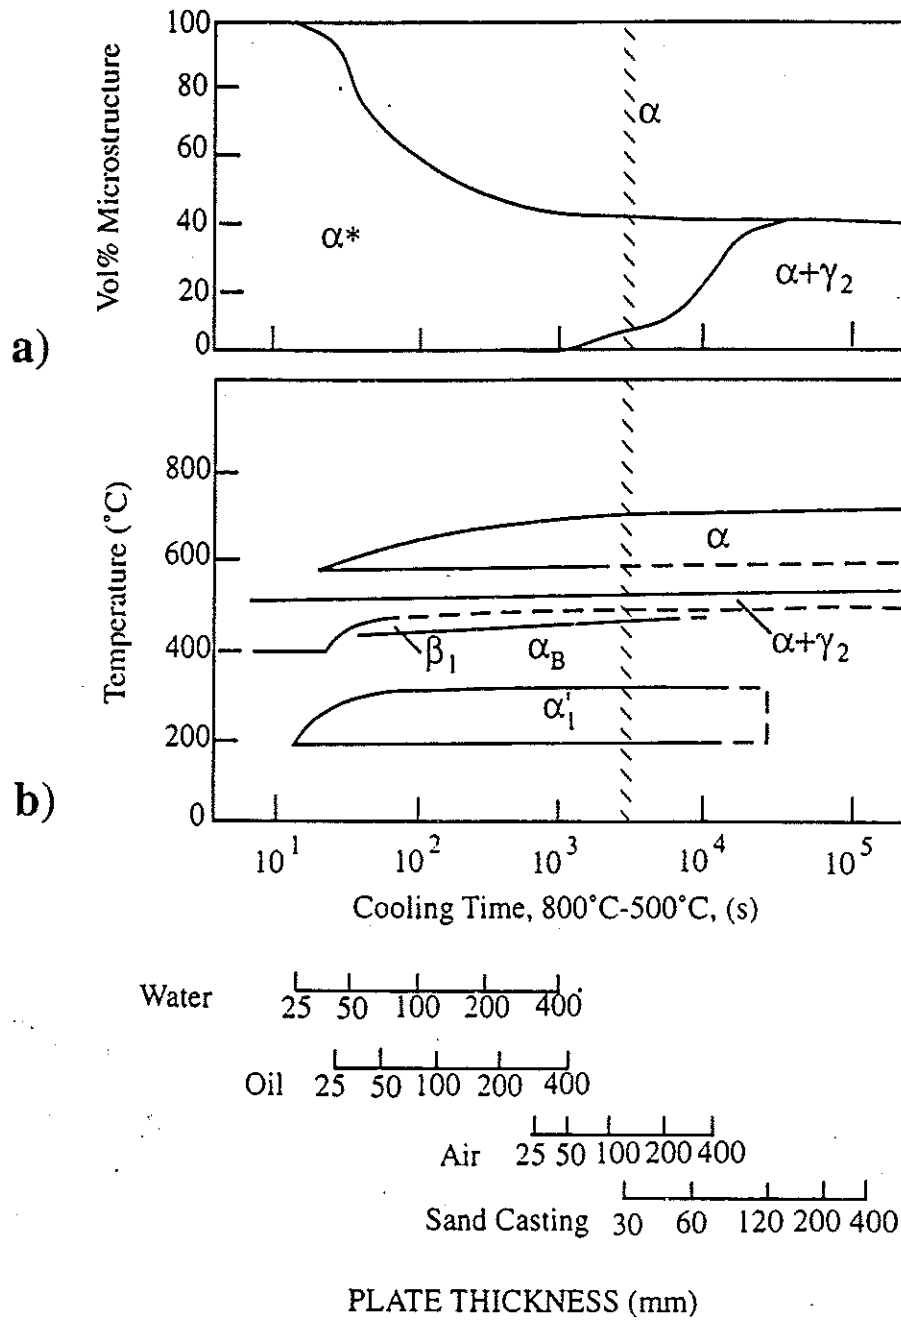 100
80
60
40
20
0
Vol% Microstructure
α
α*
α+γ₂
a)
800
600
400
200
0
Temperature (°C)
α
α+γ₂
β₁
α_B
α'₁
b)
10¹ 10² 10³ 10⁴ 10⁵
Cooling Time, 800°C-500°C, (s)
Water
25 50 100 200 400
Oil
25 50 100 200 400
Air
25 50 100 200 400
Sand Casting
30 60 120 200 400
PLATE THICKNESS (mm)